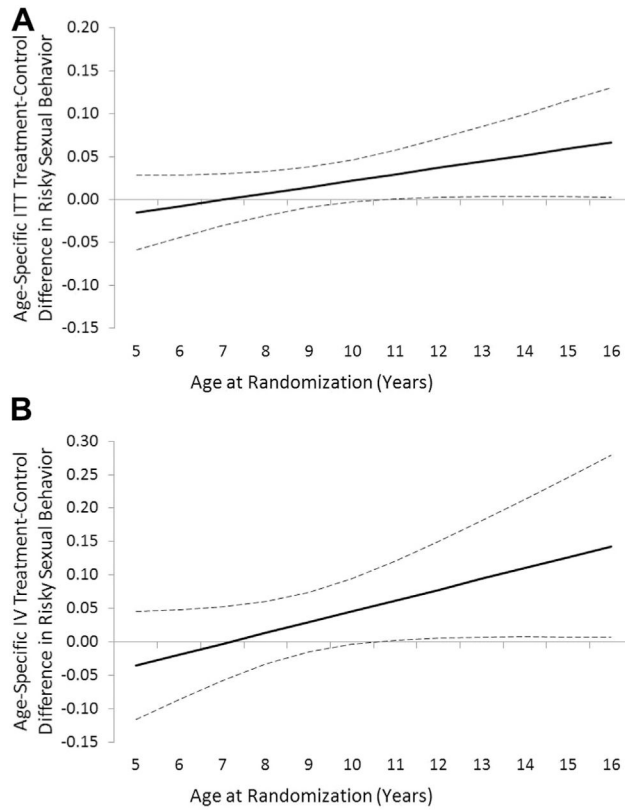 A
Age-Specific ITT Treatment-Control
Difference in Risky Sexual Behavior
0.20
0.15
0.10
0.05
0.00
-0.05
-0.10
-0.15
5 6 7 8 9 10 11 12 13 14 15 16
Age at Randomization (Years)
B
Age-Specific IV Treatment-Control
Difference in Risky Sexual Behavior
0.30
0.25
0.20
0.15
0.10
0.05
0.00
-0.05
-0.10
-0.15
5 6 7 8 9 10 11 12 13 14 15 16
Age at Randomization (Years)